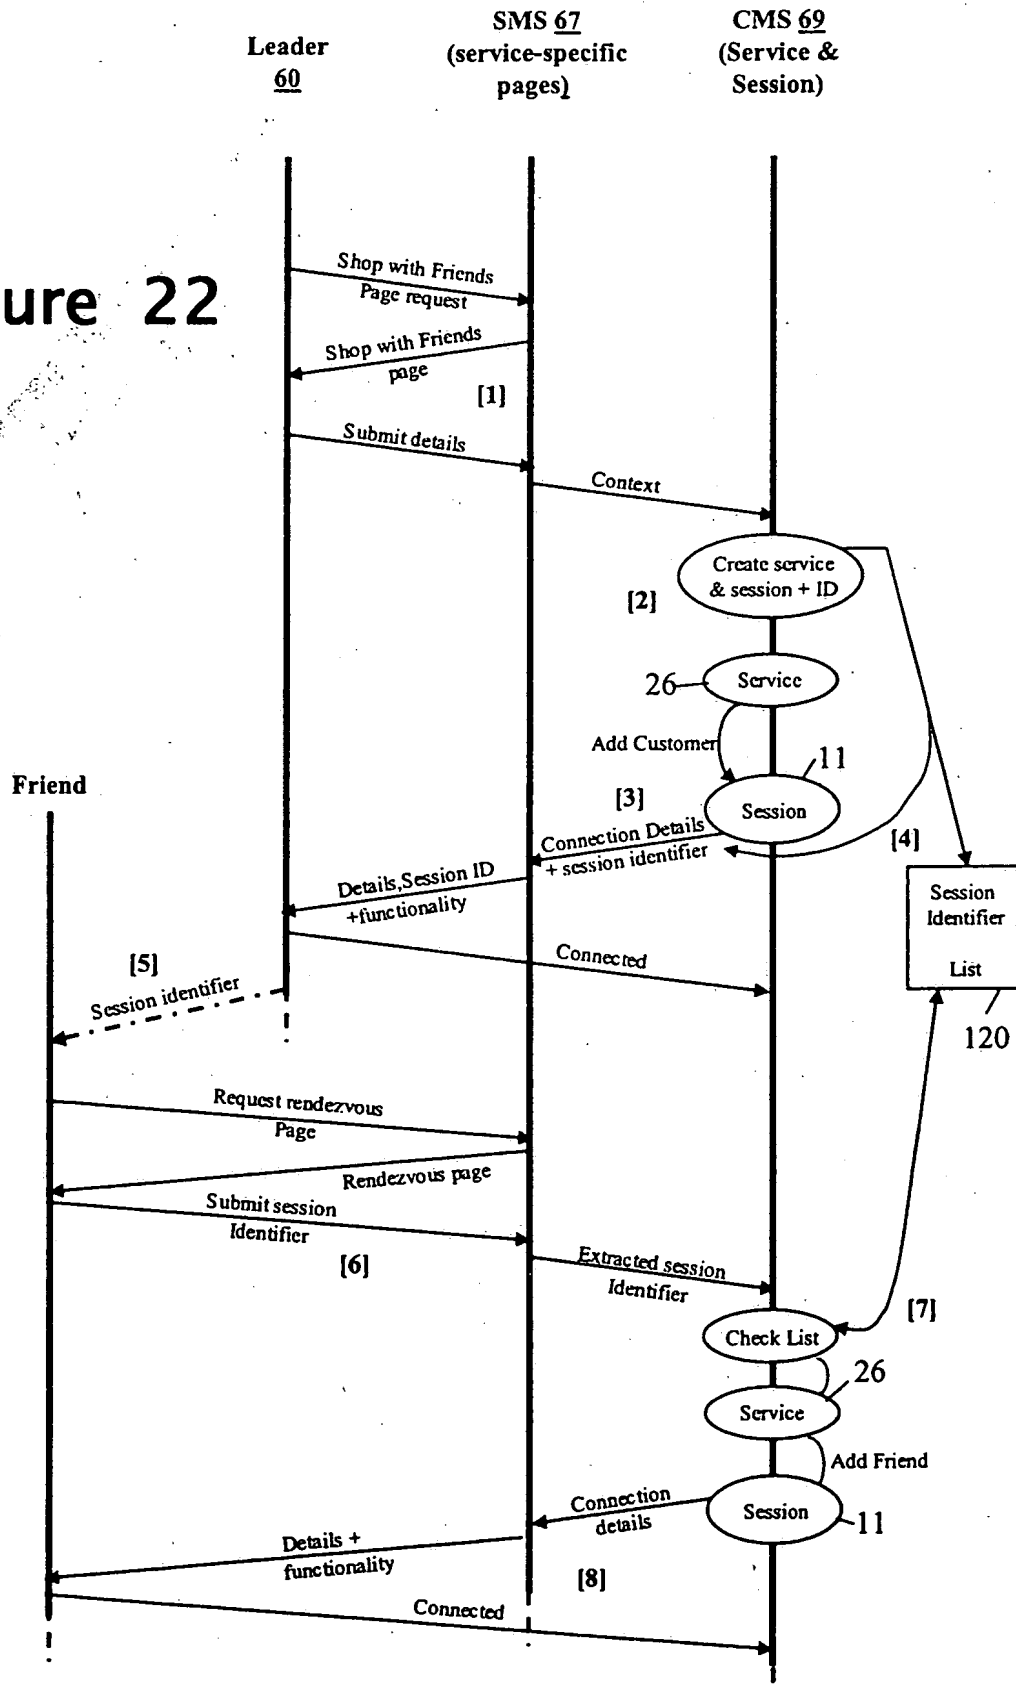 SMS 67
(service-specific
pages)
CMS 69
(Service &
Session)
Leader
60
ure 22
Shop with Friends
Page request
Shop with Friends
page
[1]
Submit details
Context
Create service
& session + ID
[2]
26
Service
Add Customer
11
Friend
[3]
Session
Connection Details
+ session identifier
[4]
Details,Session ID
+functionality
Session
Identifier
List
Connected
[5]
Session identifier
120
Request rendezvous
Page
Rendezvous page
Submit session
Identifier
[6]
Extracted session
Identifier
[7]
Check List
26
Service
Add Friend
Connection
details
Session
11
Details +
functionality
[8]
Connected